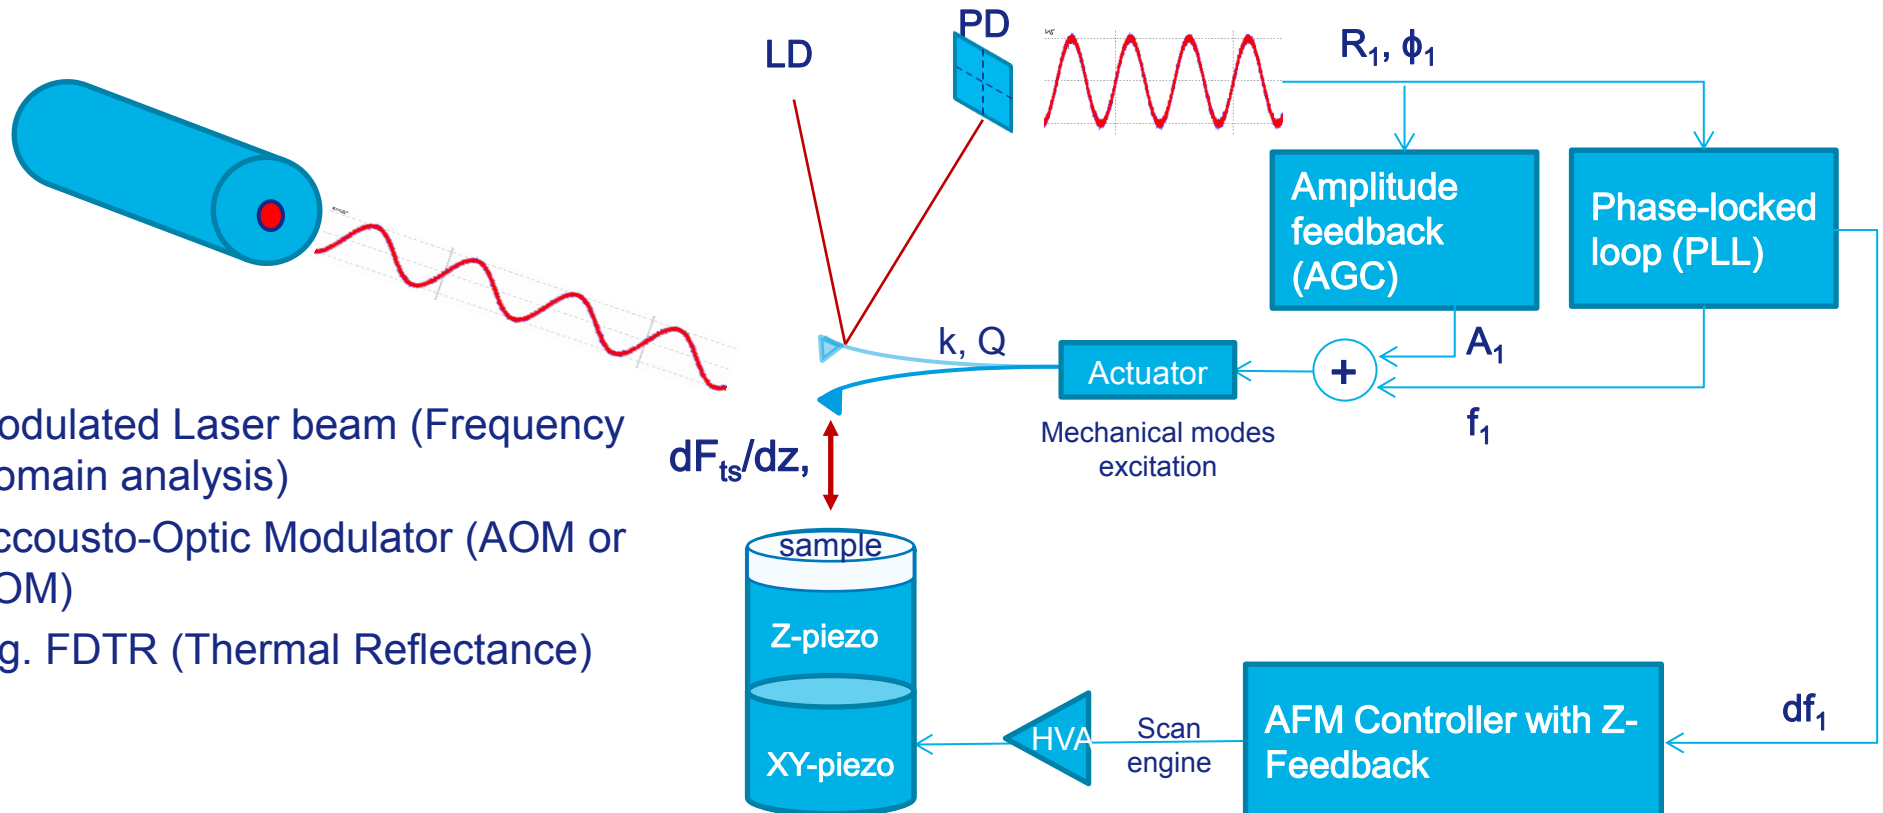 LD
PD
R₁, ϕ₁
Amplitude
feedback
(AGC)
Phase-locked
loop (PLL)
k, Q
Actuator
+
A₁
f₁
Mechanical modes
excitation
odulated Laser beam (Frequency
omain analysis)
ccousto-Optic Modulator (AOM or
OM)
g. FDTR (Thermal Reflectance)
dFₜₛ/dz,
sample
Z-piezo
XY-piezo
HVA
Scan
engine
AFM Controller with Z-
Feedback
df₁